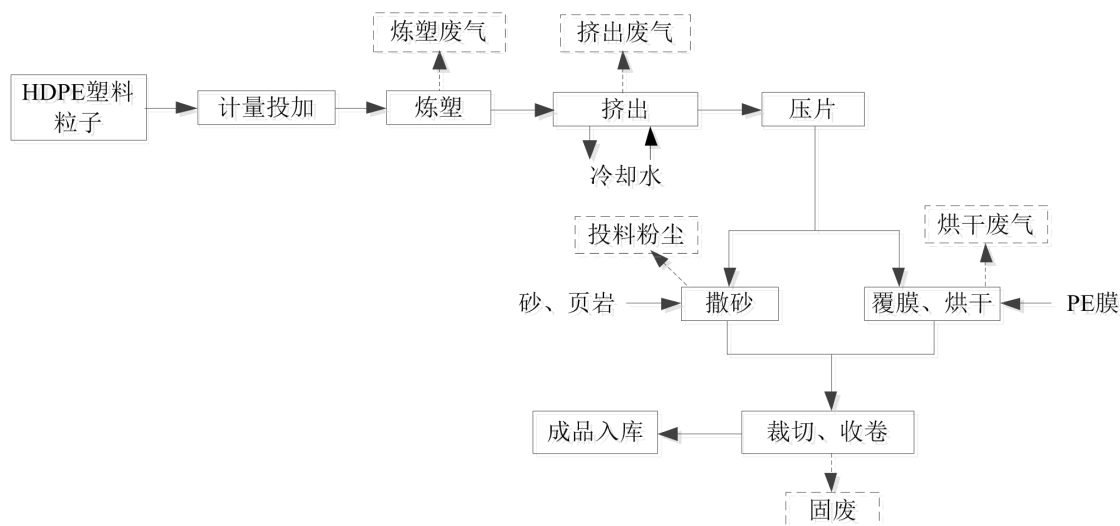 炼塑废气
挤出废气
HDPE塑料
粒子
计量投加
炼塑
挤出
压片
冷却水
投料粉尘
烘干废气
砂、页岩
撒砂
覆膜、烘干
PE膜
成品入库
裁切、收卷
固废